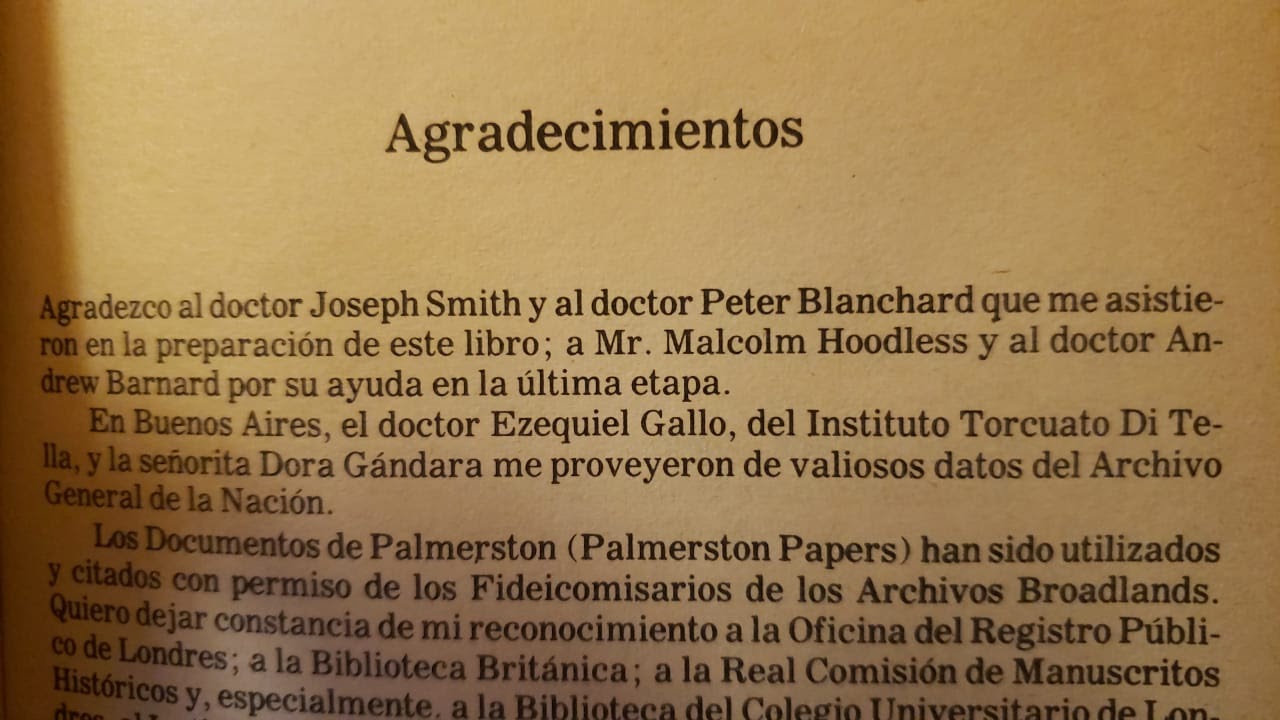 Agradecimientos
Agradezco al doctor Joseph Smith y al doctor Peter Blanchard que me asistie-
ron en la preparación de este libro; a Mr. Malcolm Hoodless y al doctor An-
drew Barnard por su ayuda en la última etapa.
En Buenos Aires, el doctor Ezequiel Gallo, del Instituto Torcuato Di Te-
lla, y la señorita Dora Gándara me proveyeron de valiosos datos del Archivo
General de la Nación.
Los Documentos de Palmerston (Palmerston Papers) han sido utilizados
y citados con permiso de los Fideicomisarios de los Archivos Broadlands.
Quiero dejar constancia de mi reconocimiento a la Oficina del Registro Públi-
co de Londres; a la Biblioteca Británica; a la Real Comisión de Manuscritos
Históricos y, especialmente, a la Biblioteca del Colegio Universitario de Lon-